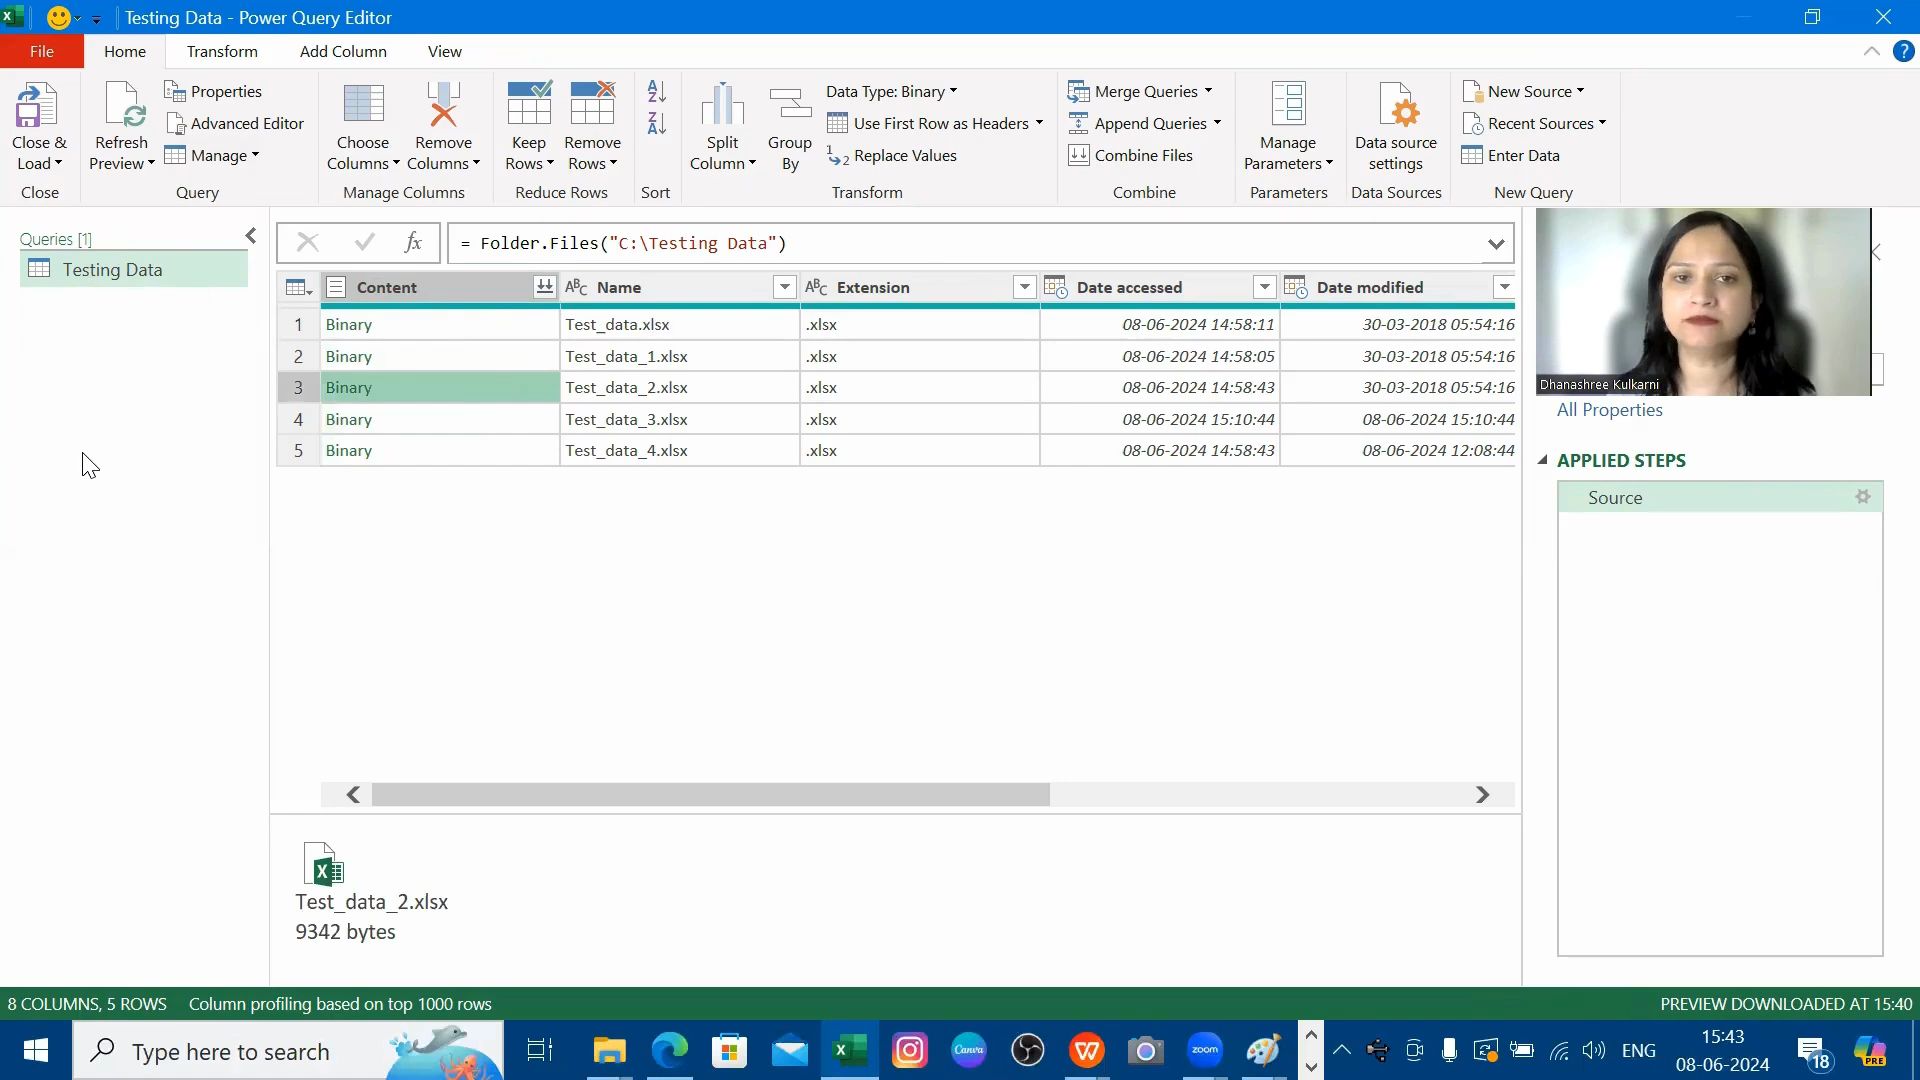 Testing Data - Power Query Editor
File Home Transform Add Column View
Close & Load
Refresh Preview
Properties
Advanced Editor
Manage
Choose Columns
Remove Columns
Keep Rows
Remove Rows
Split Column
Group By
Data Type: Binary
Use First Row as Headers
Replace Values
Merge Queries
Append Queries
Combine Files
Manage Parameters
Data source settings
New Source
Recent Sources
Enter Data
Close Query Manage Columns Reduce Rows Sort Transform Combine Parameters Data Sources New Query
Queries [1]
Testing Data
fx = Folder.Files("C:\Testing Data")
Content ABC Name ABC Extension Date accessed Date modified
1 Binary Test_data.xlsx .xlsx 08-06-2024 14:58:11 30-03-2018 05:54:16
2 Binary Test_data_1.xlsx .xlsx 08-06-2024 14:58:05 30-03-2018 05:54:16
3 Binary Test_data_2.xlsx .xlsx 08-06-2024 14:58:43 30-03-2018 05:54:16
4 Binary Test_data_3.xlsx .xlsx 08-06-2024 15:10:44 08-06-2024 15:10:44
5 Binary Test_data_4.xlsx .xlsx 08-06-2024 14:58:43 08-06-2024 12:08:44
Dhanashree Kulkarni
All Properties
APPLIED STEPS
Source
Test_data_2.xlsx
9342 bytes
8 COLUMNS, 5 ROWS Column profiling based on top 1000 rows PREVIEW DOWNLOADED AT 15:40
Type here to search
Canva
zoom
ENG
15:43
08-06-2024
18
PRE